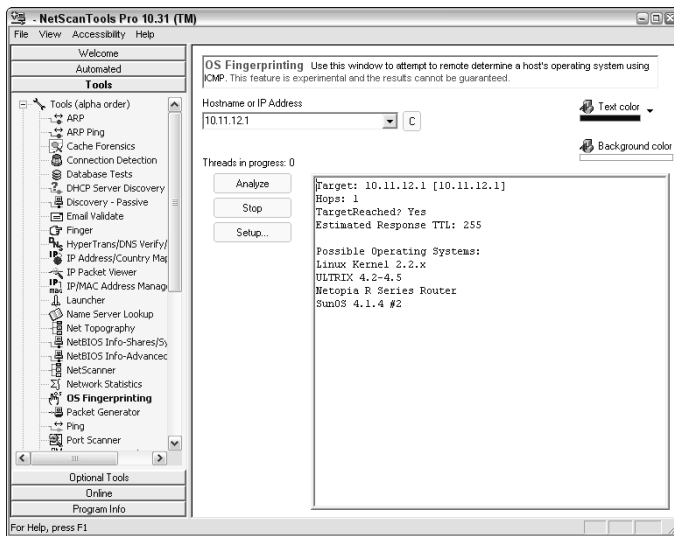 - NetScanTools Pro 10.31 (TM)
File View Accessibility Help
Welcome
Automated
Tools
Tools (alpha order)
ARP
ARP Ping
Cache Forensics
Connection Detection
Database Tests
DHCP Server Discovery
Discovery - Passive
Email Validate
Finger
HyperTrans/DNS Verify/
IP Address/Country Map
IP Packet Viewer
IP/MAC Address Manag
Launcher
Name Server Lookup
Net Topography
NetBIOS Info-Shares/Sy
NetBIOS Info-Advanced
NetScanner
Network Statistics
OS Fingerprinting
Packet Generator
Ping
Port Scanner
Optional Tools
Online
Program Info
OS Fingerprinting Use this window to attempt to remote determine a host's operating system using
ICMP. This feature is experimental and the results cannot be guaranteed.
Hostname or IP Address
10.11.12.1
C
Text color
Background color
Threads in progress: 0
Analyze
Stop
Setup...
Target: 10.11.12.1 [10.11.12.1]
Hops: 1
TargetReached? Yes
Estimated Response TTL: 255
Possible Operating Systems:
Linux Kernel 2.2.x
ULTRIX 4.2-4.5
Netopia R Series Router
SunOS 4.1.4 #2
For Help, press F1